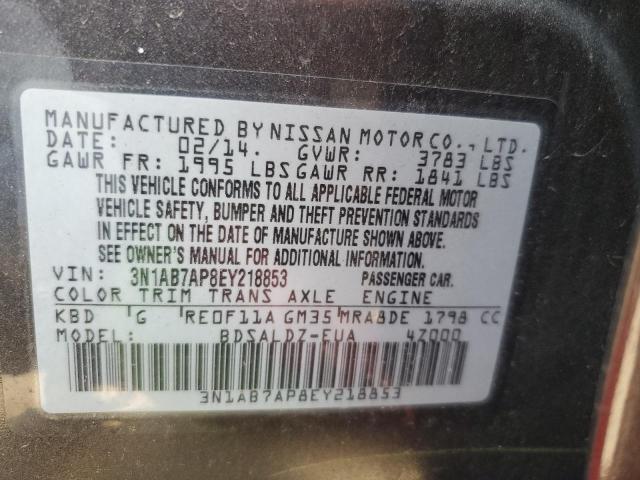 MANUFACTURED BY NISSAN MOTOR CO., LTD.
DATE: 02/14. GVWR: 3783 LBS
GAWR FR: 1995 LBS GAWR RR: 1841 LBS
THIS VEHICLE CONFORMS TO ALL APPLICABLE FEDERAL MOTOR
VEHICLE SAFETY, BUMPER AND THEFT PREVENTION STANDARDS
IN EFFECT ON THE DATE OF MANUFACTURE SHOWN ABOVE.
SEE OWNER'S MANUAL FOR ADDITIONAL INFORMATION.
VIN: 3N1AB7AP8EY218853 PASSENGER CAR.
COLOR TRIM TRANS AXLE ENGINE
KBD G RE0F11A GM35 MRA8DE 1798 CC
MODEL: BDSALDZ-EUA 4Z000
3N1AB7AP8EY218853